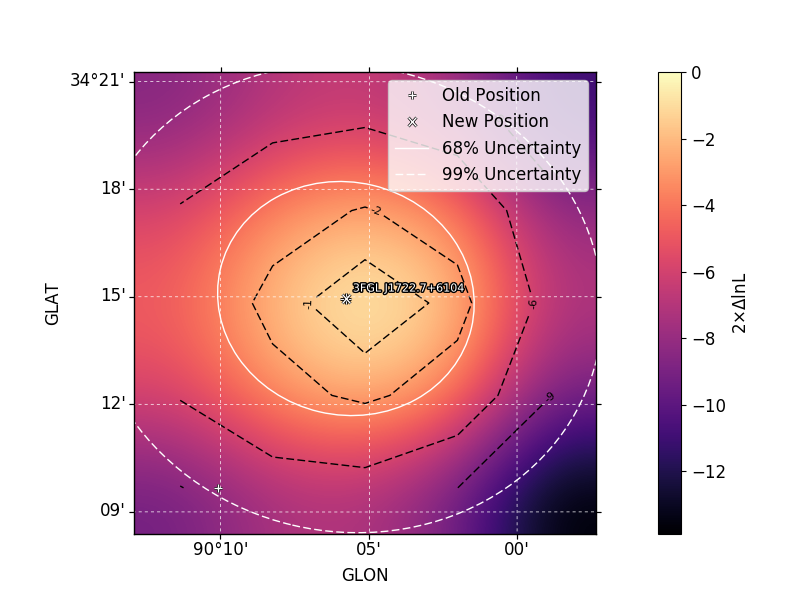 34°21'
18'
15'
12'
09'
GLAT
90°10'
05'
00'
GLON
Old Position
New Position
68% Uncertainty
99% Uncertainty
-2
-1
-6
-9
3FGL J1722.7+6104
0
−2
−4
−6
−8
−10
−12
2×ΔlnL